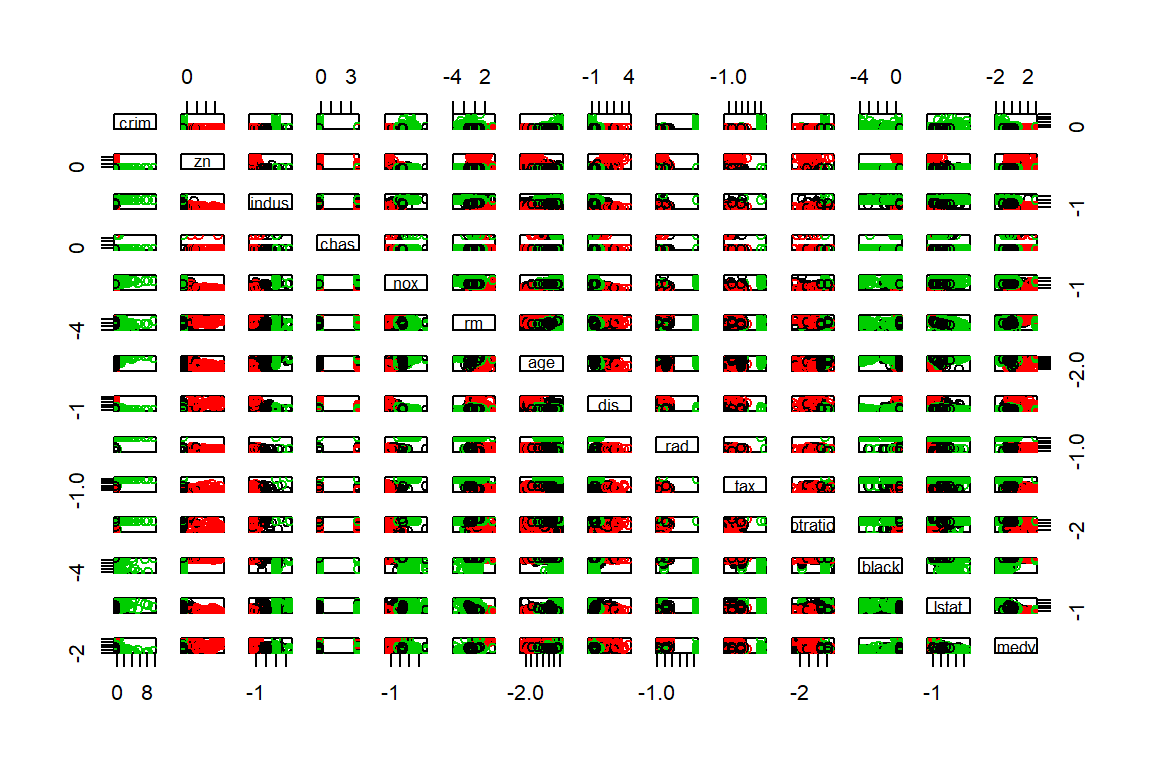 0 0 3 -4 2 -1 4 -1.0 -4 0 -2 2
crim 0
0 zn
indus -1
0 chas
nox -1
-4 rm
age -2.0
-1 dis
rad -1.0
-1.0 tax
ptratio -2
-4 black
lstat -1
-2 medv
0 8 -1 -1 -2.0 -1.0 -2 -1